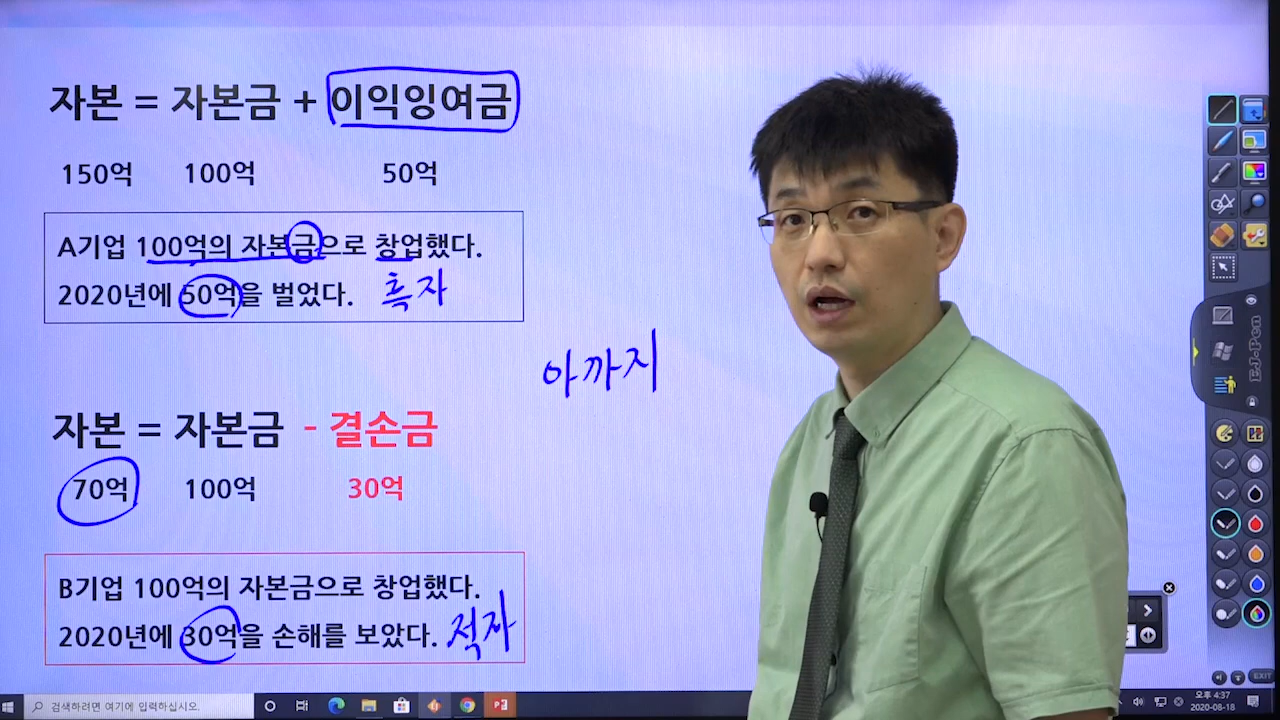 자본 = 자본금 + 이익잉여금
150억 100억 50억
A기업 100억의 자본금으로 창업했다.
2020년에 50억을 벌었다. 흑자
아까지
자본 = 자본금 - 결손금
70억 100억 30억
B기업 100억의 자본금으로 창업했다.
2020년에 30억을 손해를 보았다. 적자
EJ-Pen
EXIT
검색하려면 여기에 입력하십시오.
오후 4:37
2020-08-18